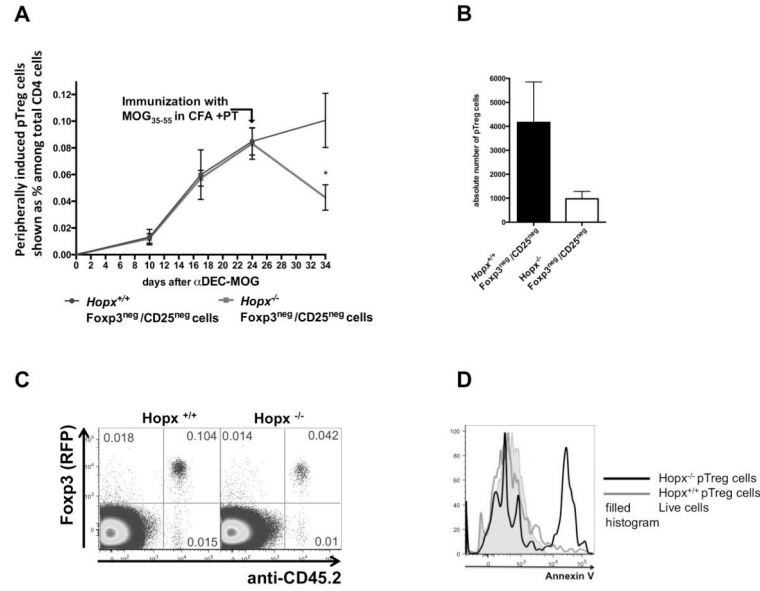 A
Peripherally induced pTreg cells
shown as % among total CD4 cells
0.12
0.10
0.08
0.06
0.04
0.02
0.00
Immunization with
MOG35-55 in CFA +PT
*
0 2 4 6 8 10 12 14 16 18 20 22 24 26 28 30 32 34
days after αDEC-MOG
Hopx+/+
Foxp3neg/CD25neg cells
Hopx-/-
Foxp3neg/CD25neg cells
B
absolute number of pTreg cells
6000
5000
4000
3000
2000
1000
0
Hopx+/+
Foxp3neg/CD25neg
Hopx-/-
Foxp3neg/CD25neg
C
Hopx +/+
Hopx -/-
Foxp3 (RFP)
0.018 0.104 0.014 0.042
0.015 0.01
anti-CD45.2
D
100
80
60
40
20
0
0 10³ 10⁴ 10⁵
Annexin V
Hopx-/- pTreg cells
Hopx+/+ pTreg cells
filled
histogram
Live cells